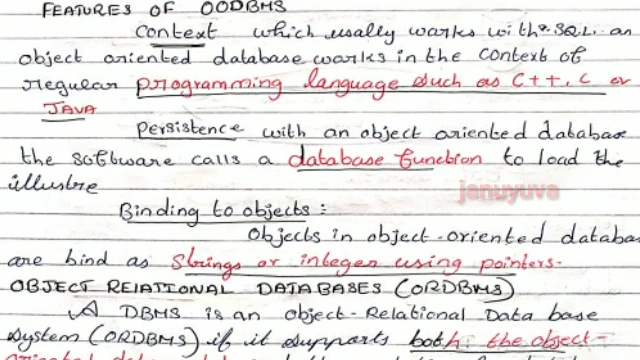 FEATURES OF OODBMS
Context which usally works with SQL. an
object oriented database works in the context of
regular programming language such as C++, C or
JAVA
Persistence with an object oriented database
the software calls a database function to load the
illustre
januyuva
Binding to objects :
Objects in object-oriented databas
are bind as strings or integer using pointers.
OBJECT RELATIONAL DATABASES (ORDBMS)
A DBMS is an object-Relational Data base
system (ORDBMS) if it supports both the object-